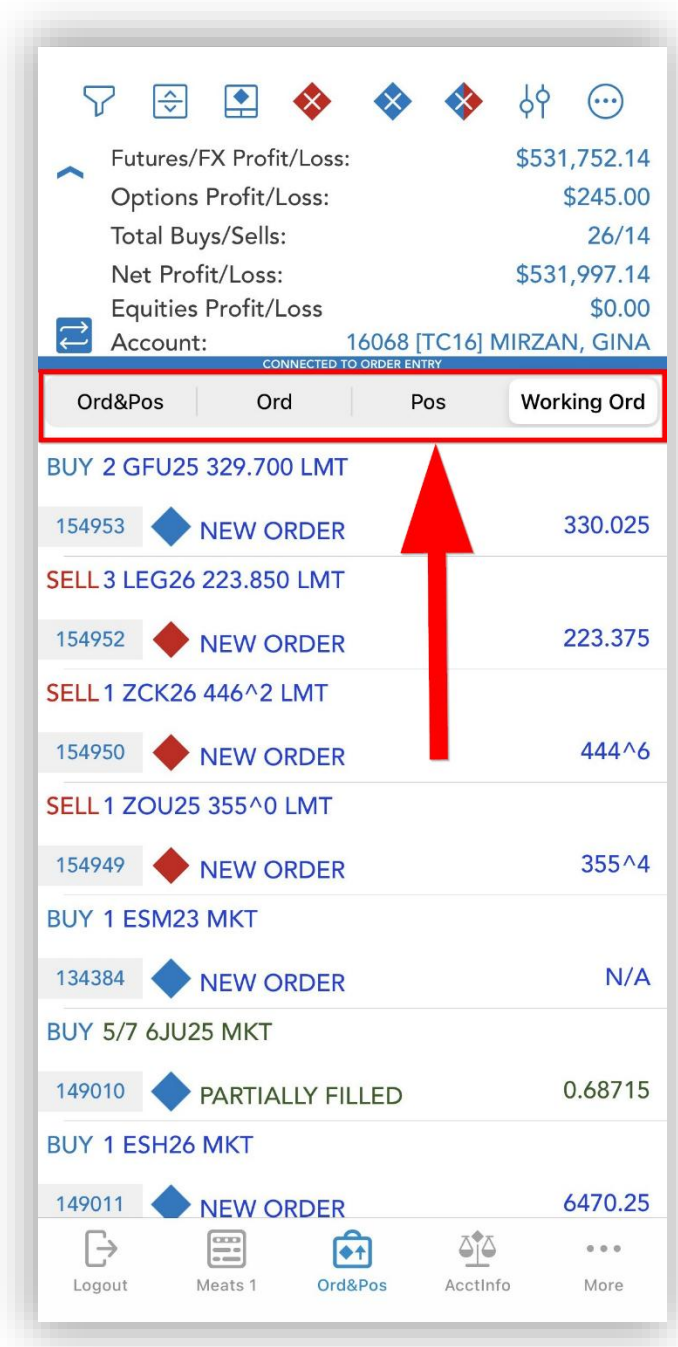 Futures/FX Profit/Loss: $531,752.14
Options Profit/Loss: $245.00
Total Buys/Sells: 26/14
Net Profit/Loss: $531,997.14
Equities Profit/Loss $0.00
Account: 16068 [TC16] MIRZAN, GINA
CONNECTED TO ORDER ENTRY
Ord&Pos Ord Pos Working Ord
BUY 2 GFU25 329.700 LMT
154953 NEW ORDER 330.025
SELL 3 LEG26 223.850 LMT
154952 NEW ORDER 223.375
SELL 1 ZCK26 446^2 LMT
154950 NEW ORDER 444^6
SELL 1 ZOU25 355^0 LMT
154949 NEW ORDER 355^4
BUY 1 ESM23 MKT
134384 NEW ORDER N/A
BUY 5/7 6JU25 MKT
149010 PARTIALLY FILLED 0.68715
BUY 1 ESH26 MKT
149011 NEW ORDER 6470.25
Logout Meats 1 Ord&Pos AcctInfo More